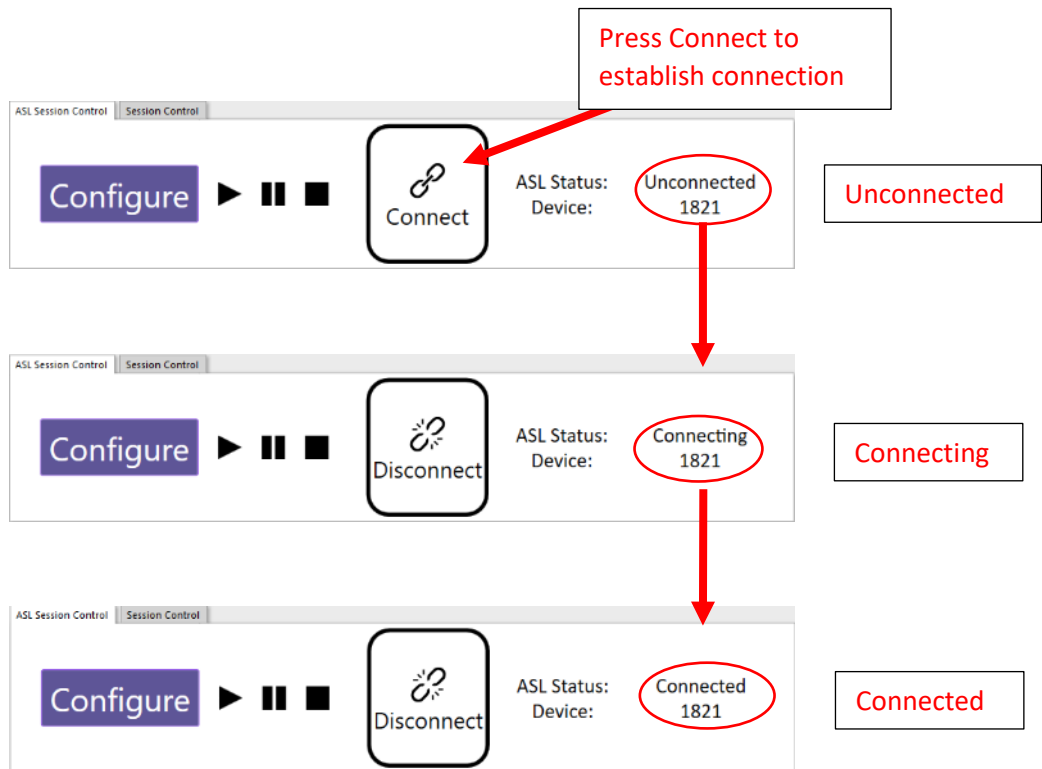 Press Connect to
establish connection
ASL Session Control Session Control
Configure
Connect
ASL Status: Unconnected
Device: 1821
Unconnected
ASL Session Control Session Control
Configure
Disconnect
ASL Status: Connecting
Device: 1821
Connecting
ASL Session Control Session Control
Configure
Disconnect
ASL Status: Connected
Device: 1821
Connected